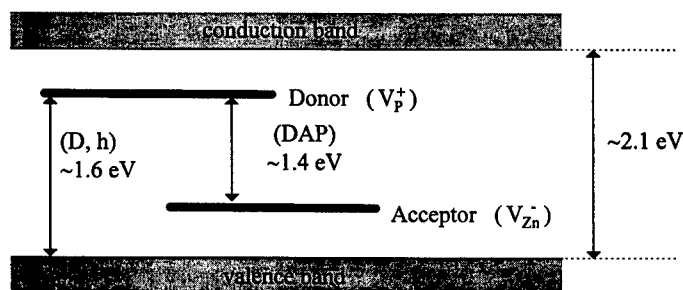 conduction band
Donor (V_P^+)
(D, h)
~1.6 eV
(DAP)
~1.4 eV
~2.1 eV
Acceptor (V_Zn^-)
valence band